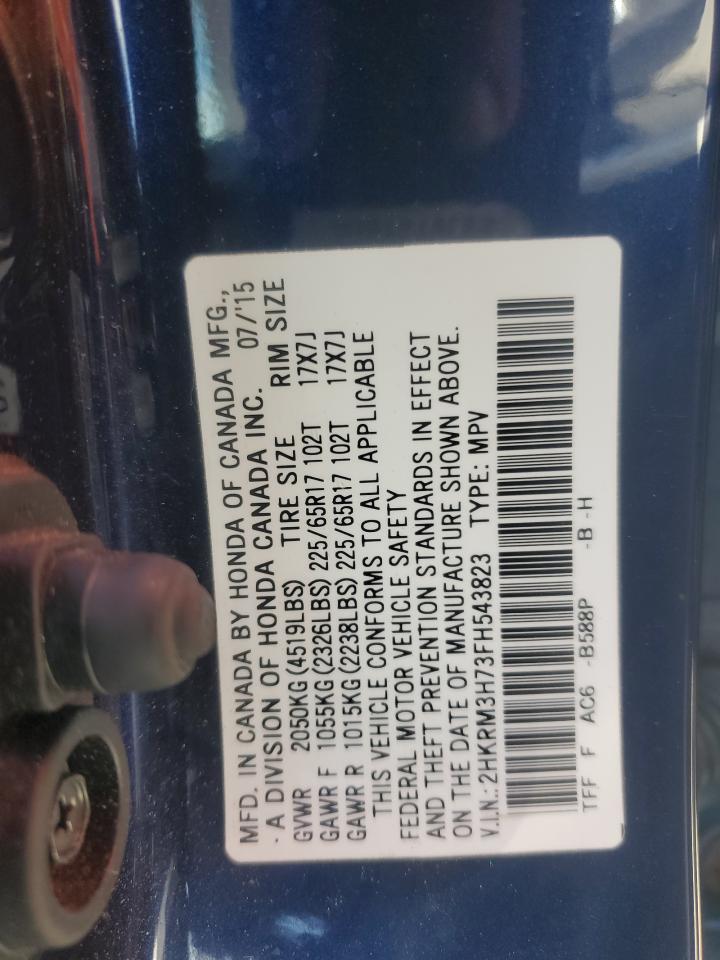 MFD. IN CANADA BY HONDA OF CANADA MFG.,
A DIVISION OF HONDA CANADA INC. 07/'15
GVWR 2050KG (4519LBS) TIRE SIZE RIM SIZE
GAWR F 1055KG (2326LBS) 225/65R17 102T 17X7J
GAWR R 1015KG (2238LBS) 225/65R17 102T 17X7J
THIS VEHICLE CONFORMS TO ALL APPLICABLE
FEDERAL MOTOR VEHICLE SAFETY
AND THEFT PREVENTION STANDARDS IN EFFECT
ON THE DATE OF MANUFACTURE SHOWN ABOVE.
V.I.N.: 2HKRM3H73FH543823 TYPE: MPV
TFF F AC6 -B588P -B -H